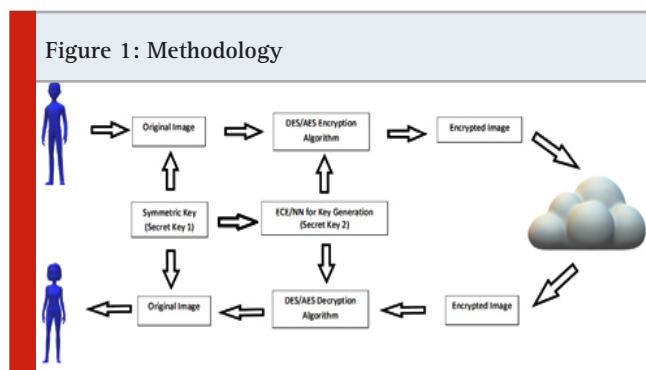 Figure 1: Methodology
Original Image
DES/AES Encryption
Algorithm
Encrypted Image
Symmetric Key
(Secret Key 1)
ECE/NN for Key Generation
(Secret Key 2)
Original Image
DES/AES Decryption
Algorithm
Encrypted Image